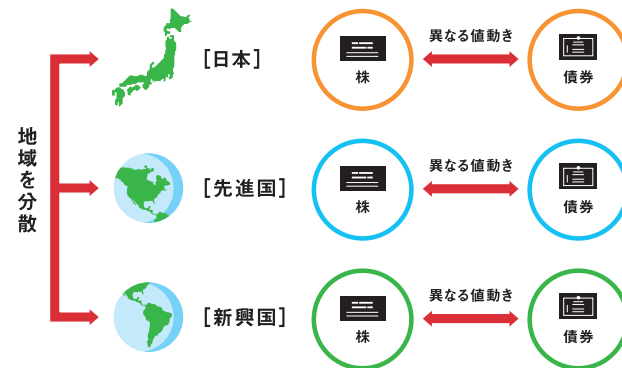 地域を分散
[日本]
株
異なる値動き
債券
[先進国]
株
異なる値動き
債券
[新興国]
株
異なる値動き
債券